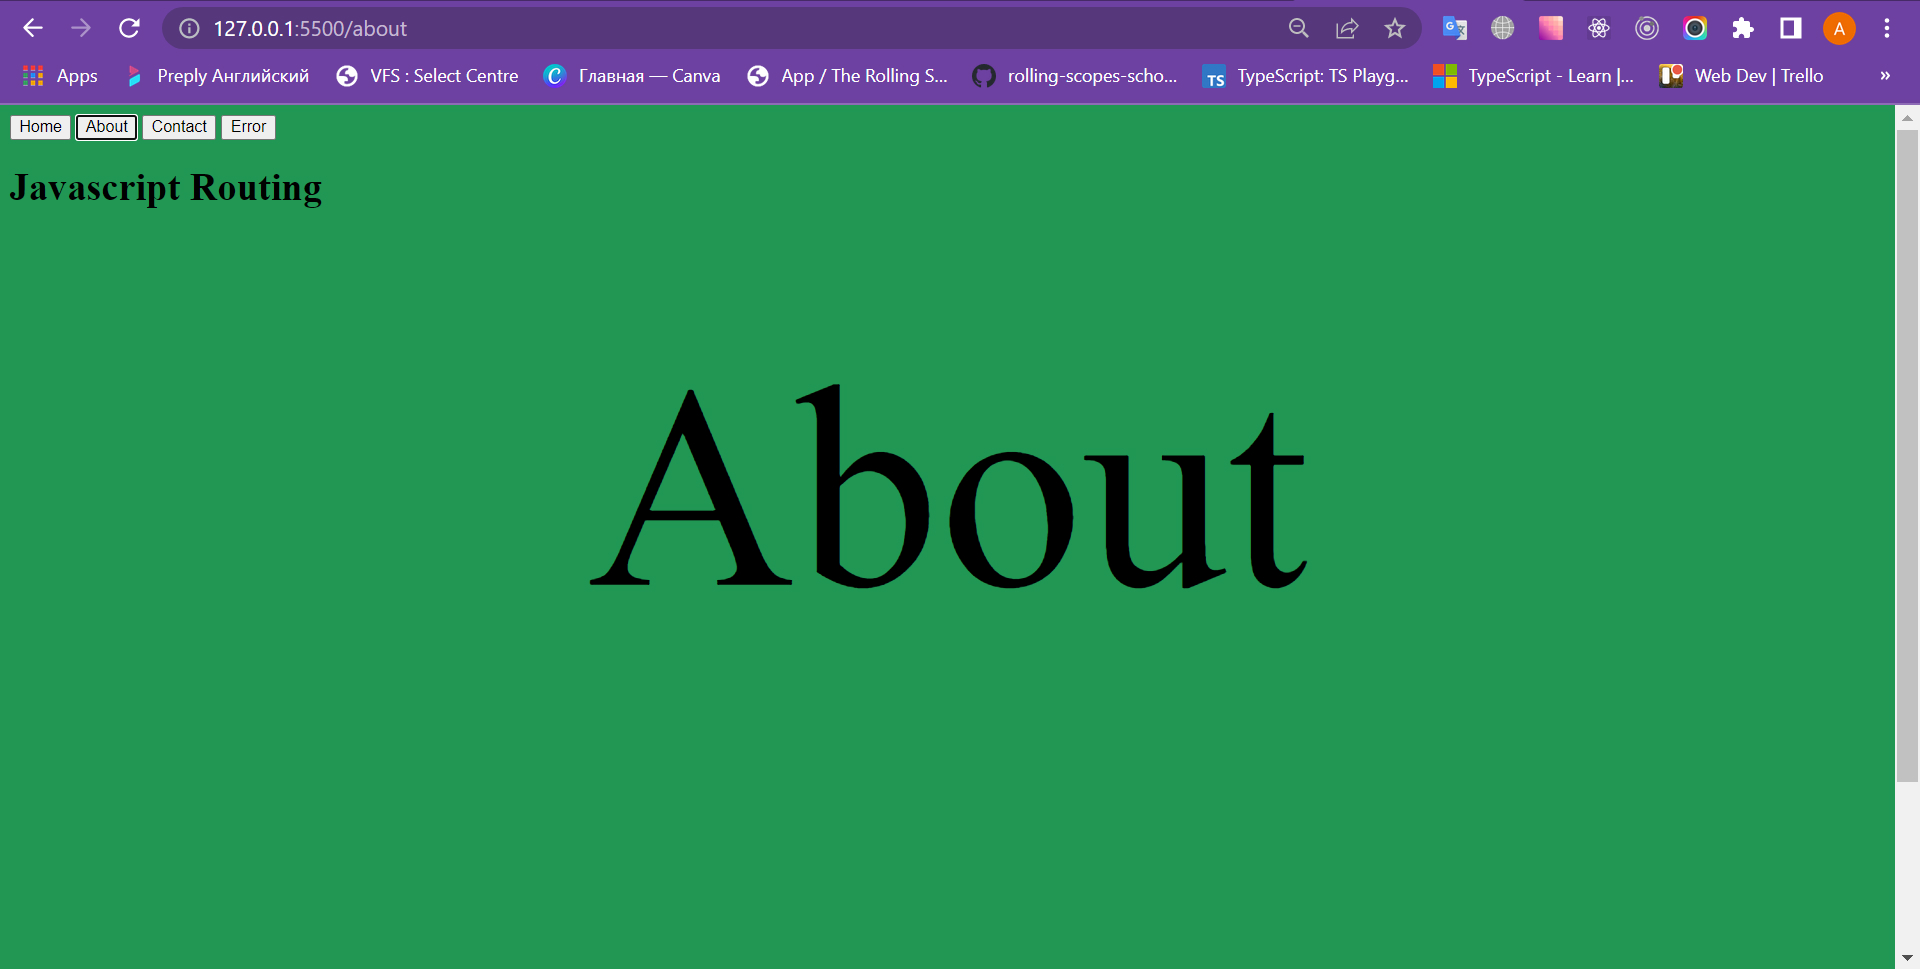 127.0.0.1:5500/about
A
Apps Preply Английский VFS : Select Centre Главная — Canva App / The Rolling S... rolling-scopes-scho... TS TypeScript: TS Playg... TypeScript - Learn |... Web Dev | Trello »
Home About Contact Error
Javascript Routing
About